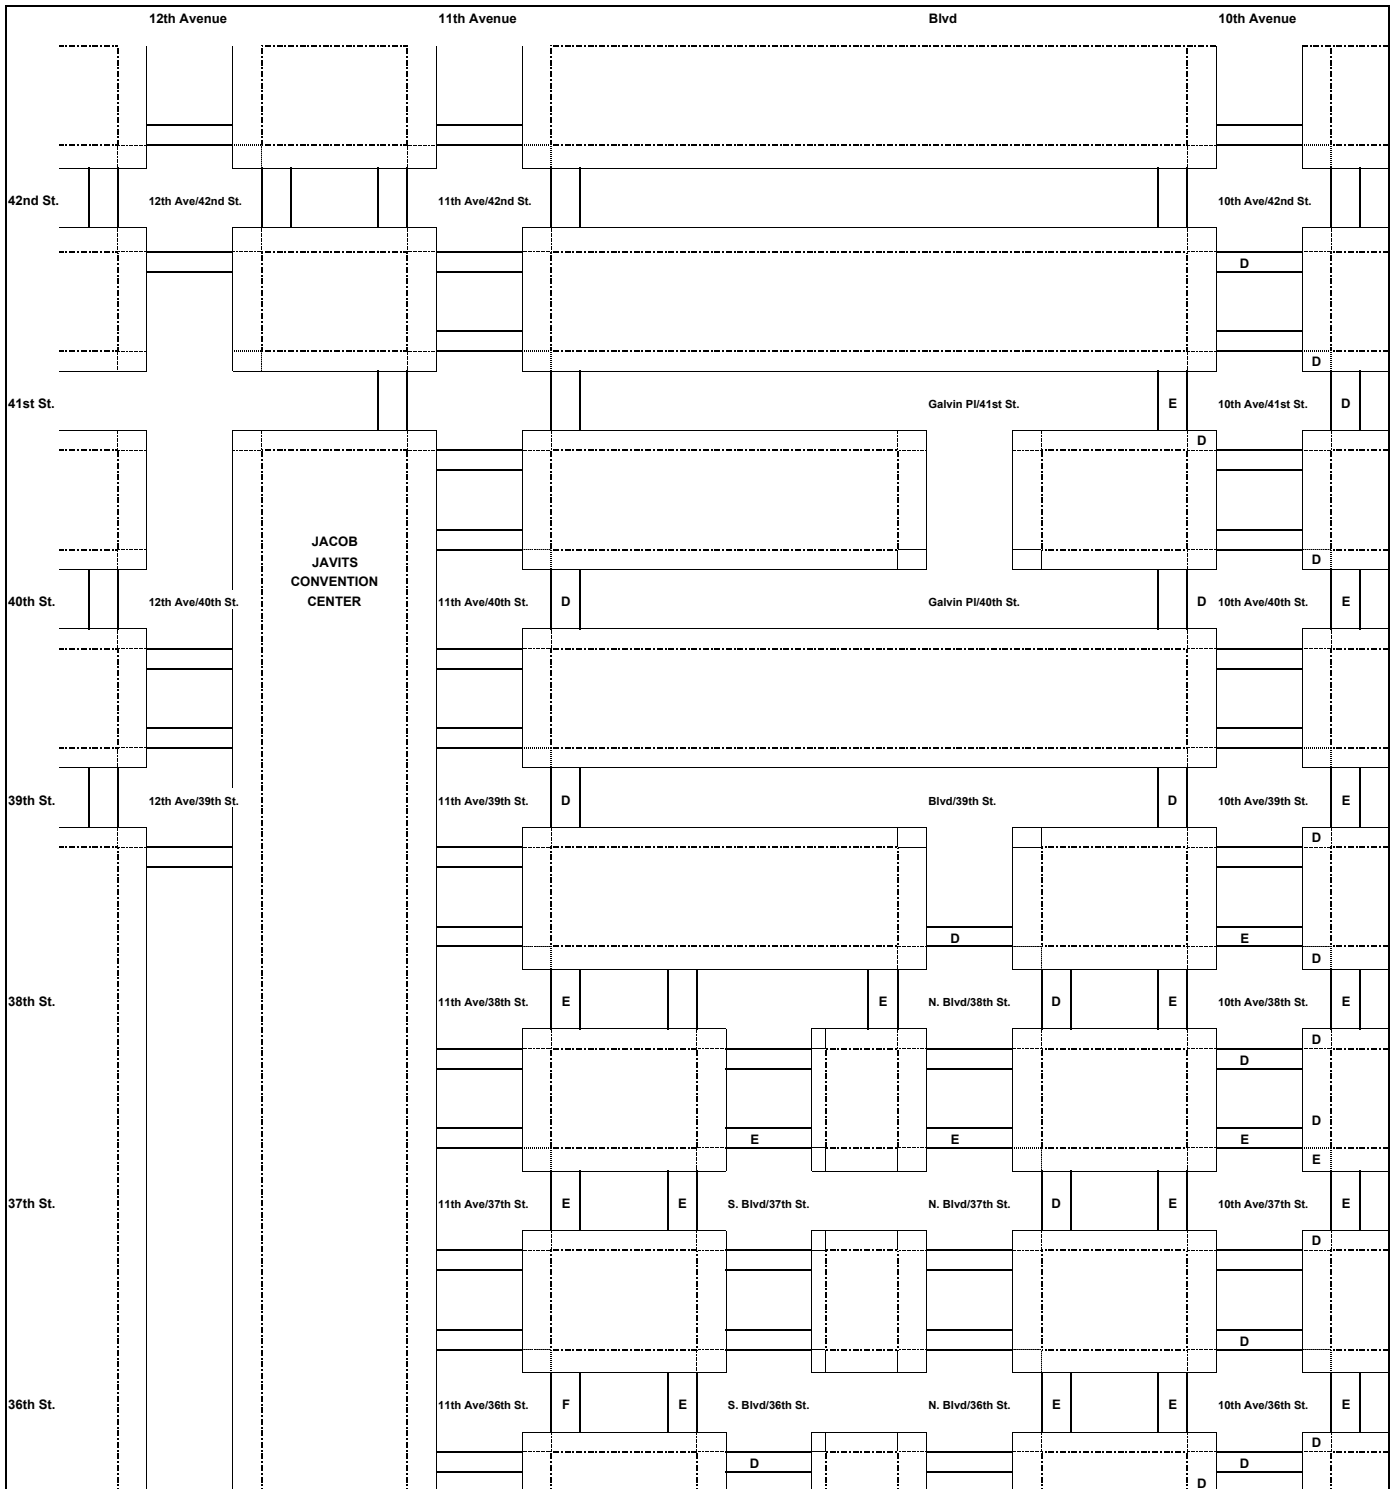 12th Avenue 11th Avenue Blvd 10th Avenue
42nd St. 12th Ave/42nd St. 11th Ave/42nd St. 10th Ave/42nd St.
D
D
41st St. Galvin Pl/41st St. E 10th Ave/41st St. D
D
JACOB
D
JAVITS
CONVENTION
40th St. 12th Ave/40th St. CENTER 11th Ave/40th St. D Galvin Pl/40th St. D 10th Ave/40th St. E
39th St. 12th Ave/39th St. 11th Ave/39th St. D Blvd/39th St. D 10th Ave/39th St. E
D
D E
D
38th St. 11th Ave/38th St. E E N. Blvd/38th St. D E 10th Ave/38th St. E
D
D
D
E E E
E
37th St. 11th Ave/37th St. E E S. Blvd/37th St. N. Blvd/37th St. D E 10th Ave/37th St. E
D
D
36th St. 11th Ave/36th St. F E S. Blvd/36th St. N. Blvd/36th St. E E 10th Ave/36th St. E
D
D D
D